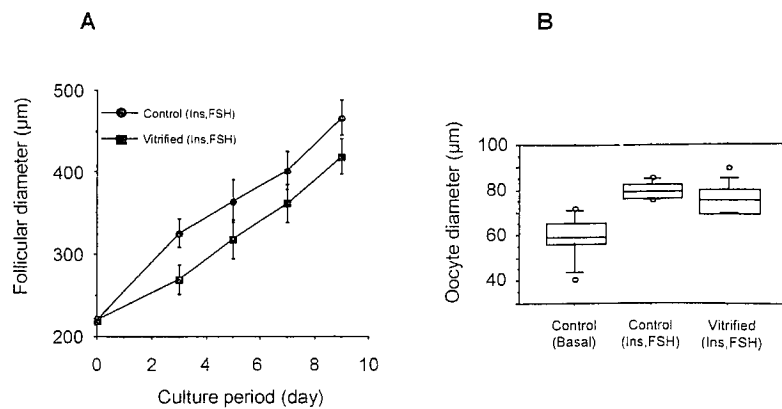 A
Follicular diameter (µm)
500
400
300
200
Control (Ins,FSH)
Vitrified (Ins,FSH)
0
2
4
6
8
10
Culture period (day)
B
Oocyte diameter (µm)
100
80
60
40
Control
(Basal)
Control
(Ins,FSH)
Vitrified
(Ins,FSH)